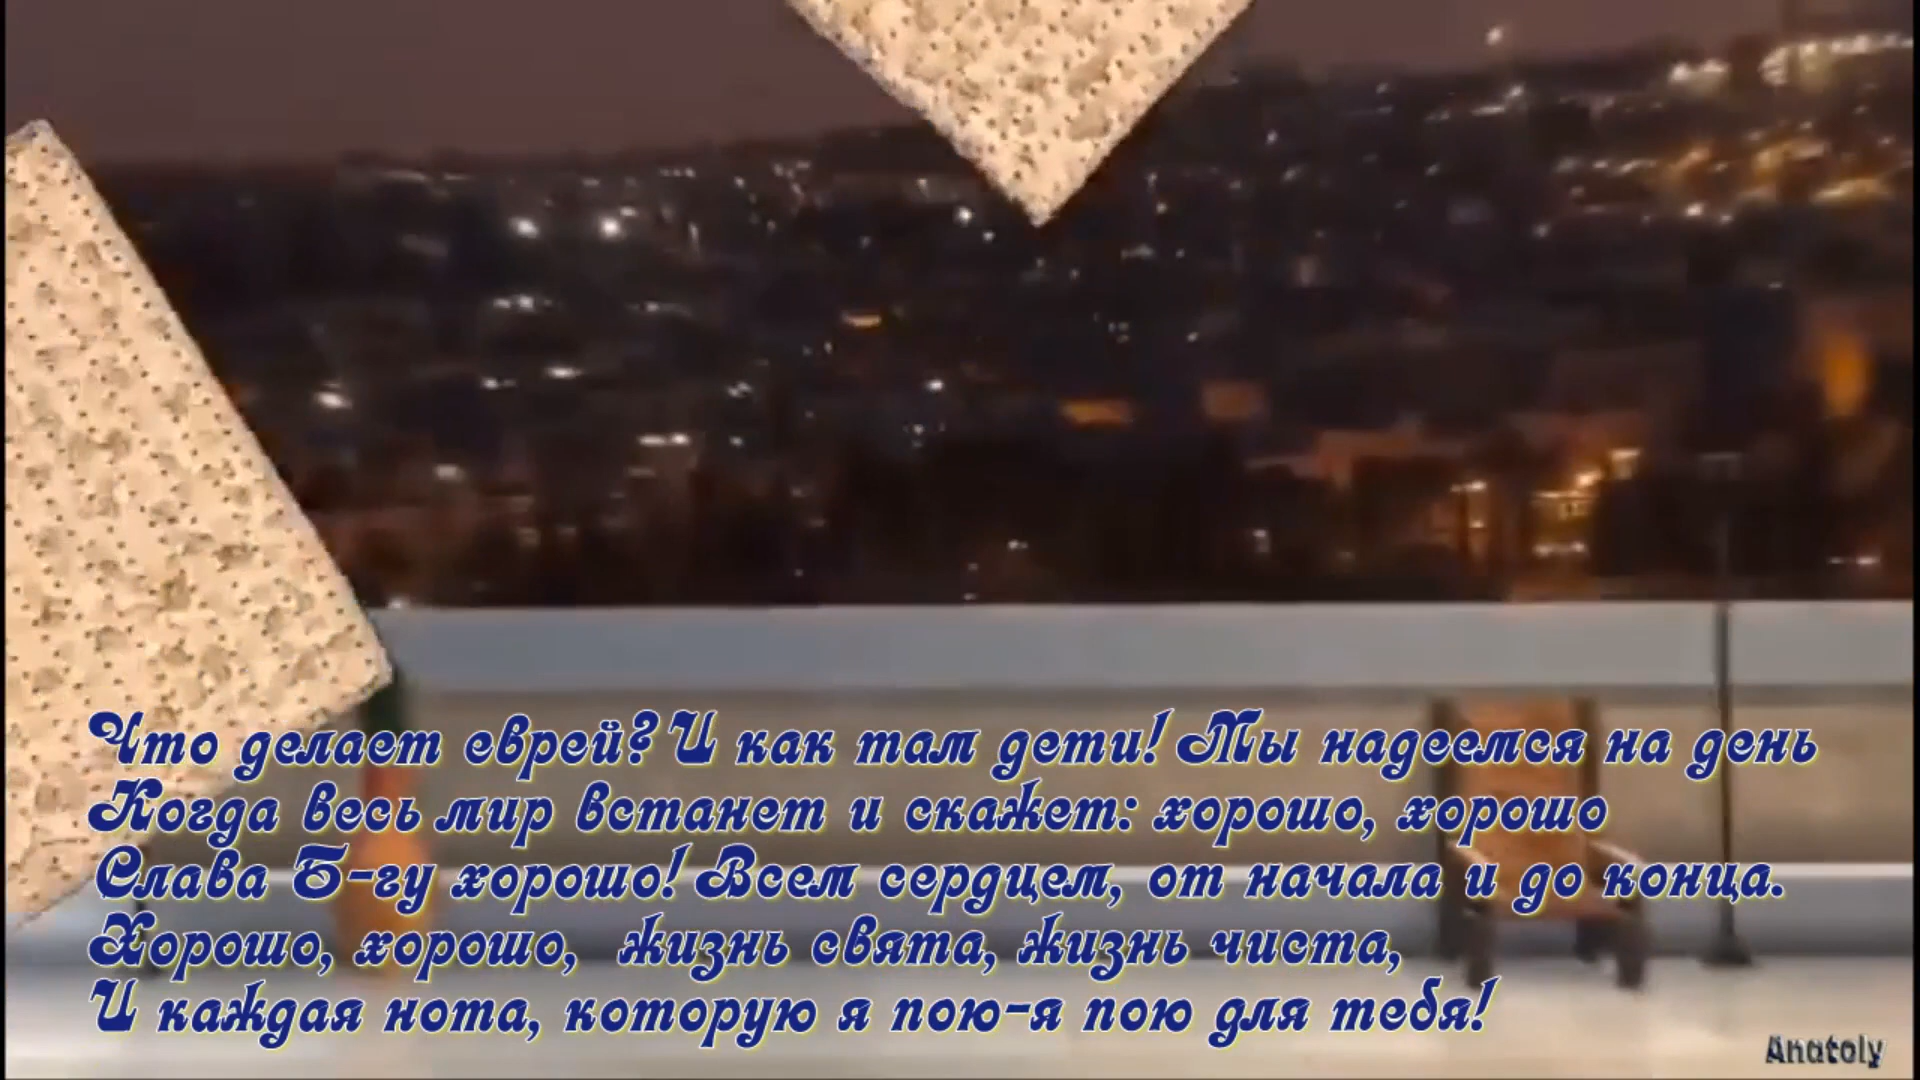 Что делает еврей? И как там дети! Мы надеемся на день
Когда весь мир встанет и скажет: хорошо, хорошо
Слава Б-гу хорошо! Всем сердцем, от начала и до конца.
Хорошо, хорошо, жизнь свята, жизнь чиста,
И каждая нота, которую я пою-я пою для тебя!
Anatoly